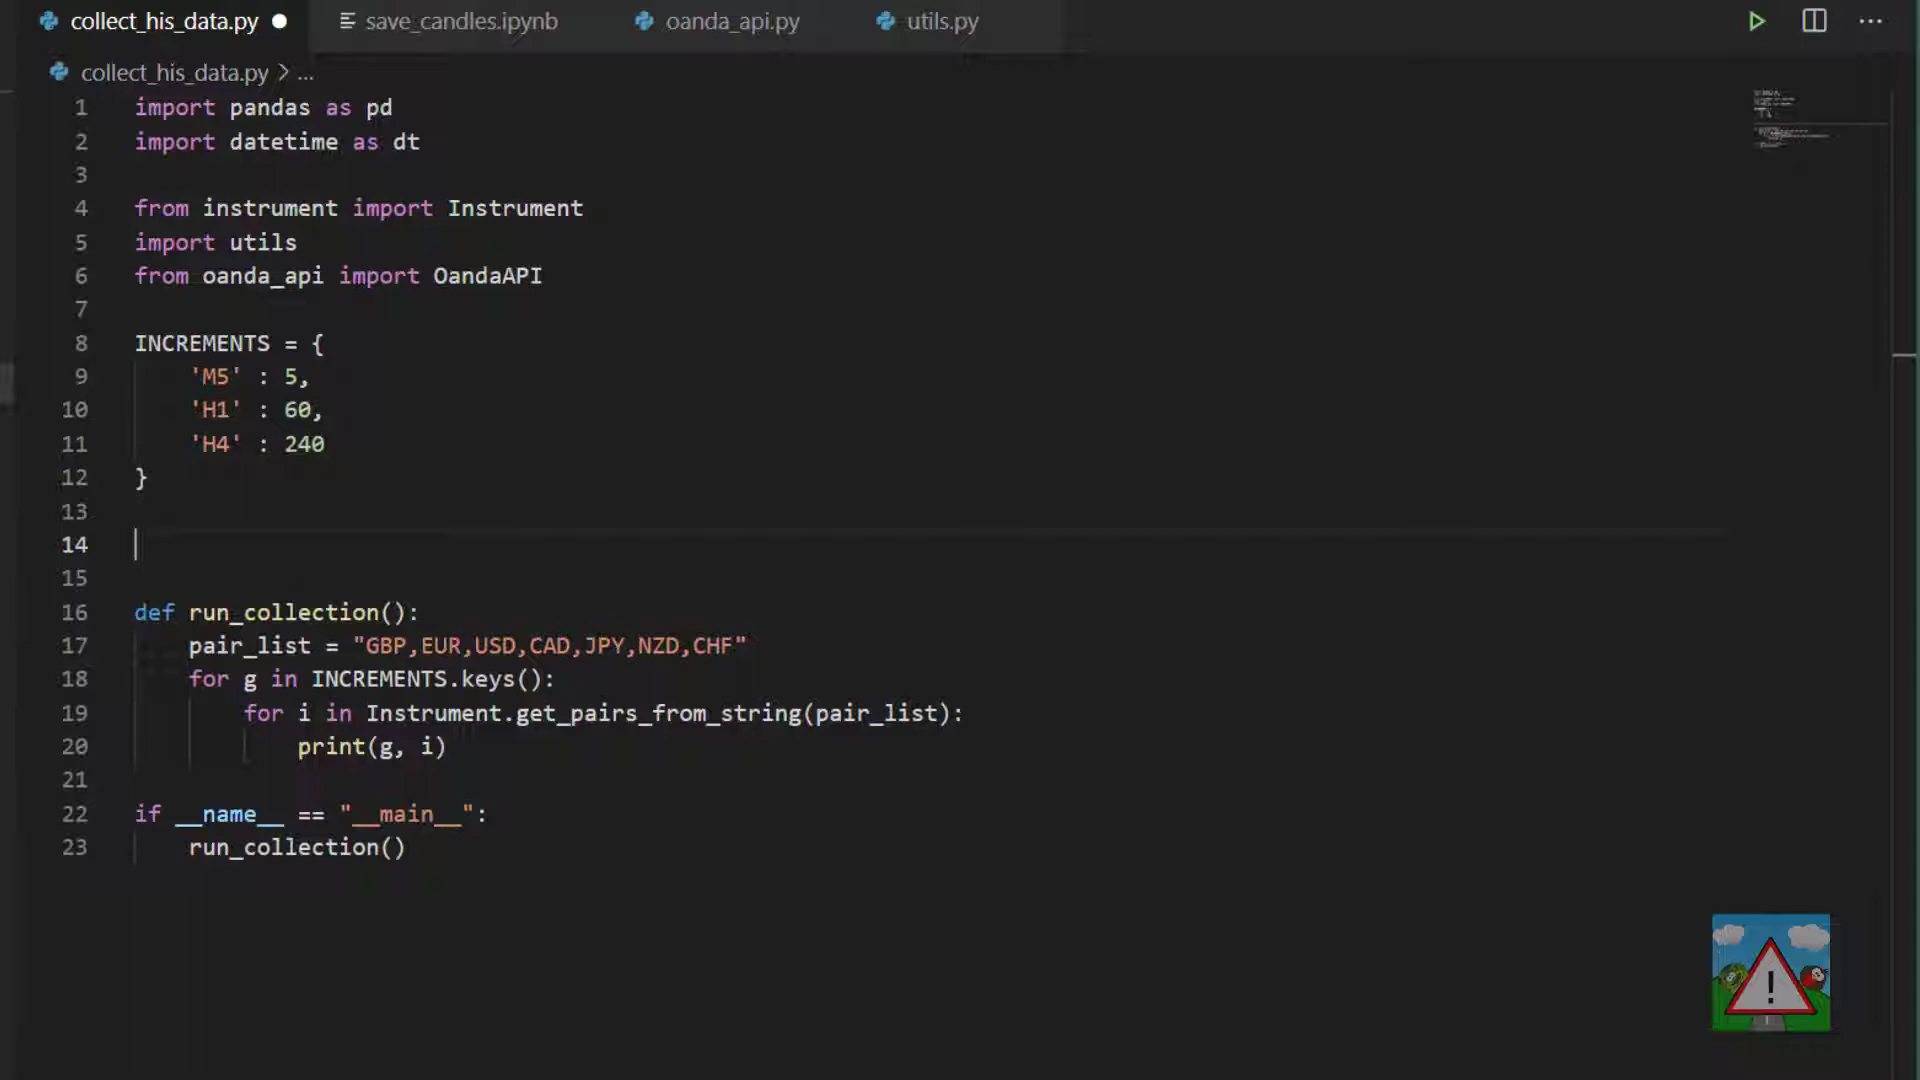 collect_his_data.py
save_candles.ipynb
oanda_api.py
utils.py
collect_his_data.py > ...
1 import pandas as pd
2 import datetime as dt
3
4 from instrument import Instrument
5 import utils
6 from oanda_api import OandaAPI
7
8 INCREMENTS = {
9     'M5' : 5,
10     'H1' : 60,
11     'H4' : 240
12 }
13
14
15
16 def run_collection():
17     pair_list = "GBP,EUR,USD,CAD,JPY,NZD,CHF"
18     for g in INCREMENTS.keys():
19         for i in Instrument.get_pairs_from_string(pair_list):
20             print(g, i)
21
22 if __name__ == "__main__":
23     run_collection()
!